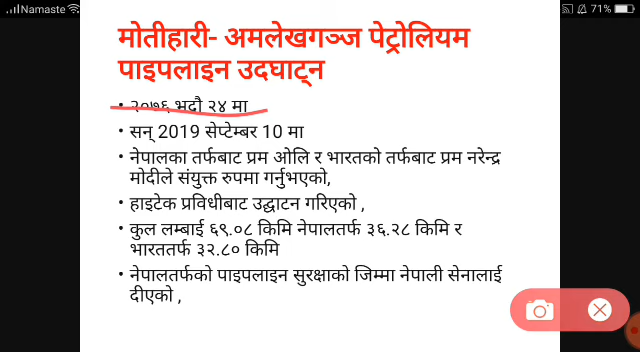 Namaste 71%
मोतीहारी- अमलेखगञ्ज पेट्रोलियम
पाइपलाइन उदघाट्न
• २०७६ भदौ २४ मा
• सन् 2019 सेप्टेम्बर 10 मा
• नेपालका तर्फबाट प्रम ओलि र भारतको तर्फबाट प्रम नरेन्द्र
मोदीले संयुक्त रुपमा गर्नुभएको,
• हाइटेक प्रविधीबाट उद्घाटन गरिएको ,
• कुल लम्बाई ६९.०८ किमि नेपालतर्फ ३६.२८ किमि र
भारततर्फ ३२.८० किमि
• नेपालतर्फको पाइपलाइन सुरक्षाको जिम्मा नेपाली सेनालाई
दीएको ,